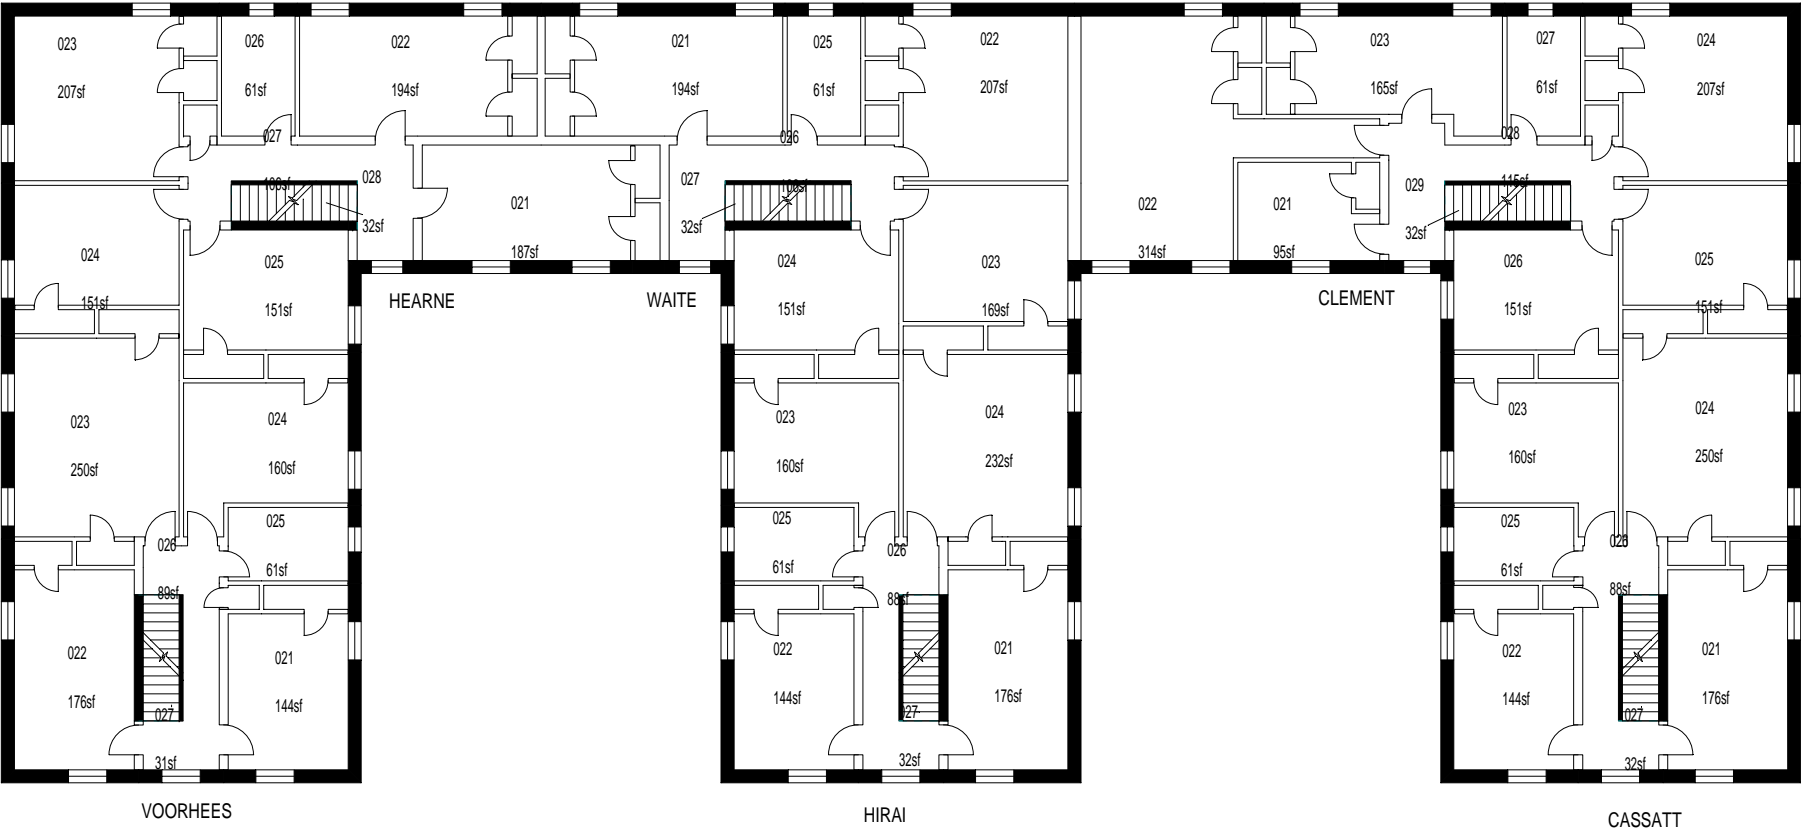 023
207sf
026
61sf
022
194sf
021
194sf
025
61sf
022
207sf
023
165sf
027
61sf
024
207sf
027
108sf
028
32sf
026
108sf
027
32sf
028
115sf
029
32sf
021
187sf
022
314sf
021
95sf
024
151sf
025
151sf
024
151sf
023
169sf
026
151sf
025
151sf
HEARNE
WAITE
CLEMENT
023
250sf
024
160sf
023
160sf
024
232sf
023
160sf
024
250sf
025
61sf
026
89sf
025
61sf
026
88sf
025
61sf
026
88sf
022
176sf
021
144sf
022
144sf
021
176sf
022
144sf
021
176sf
027
31sf
027
32sf
027
32sf
VOORHEES
HIRAI
CASSATT